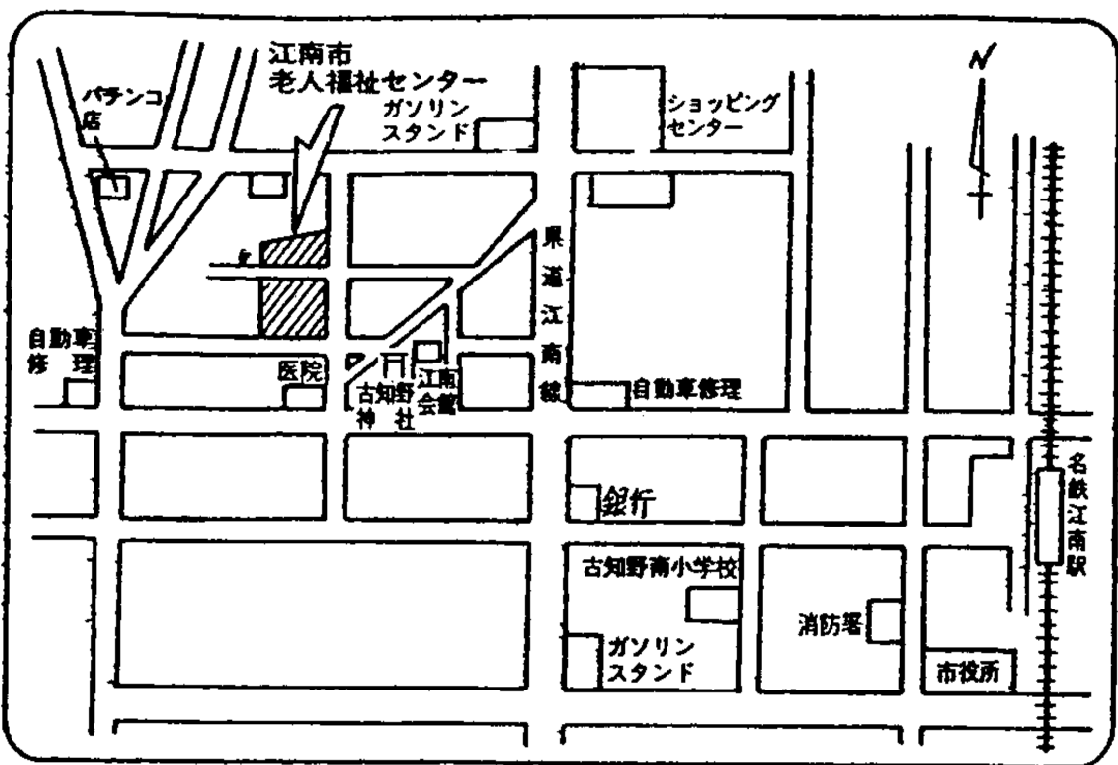 江南市
老人福祉センター
パチンコ
店
ガソリン
スタンド
ショッピング
センター
N
県道江南線
自動車
修理
医院
古知野
神社
江南
会館
自動車修理
銀行
名鉄江南駅
古知野南小学校
消防署
ガソリン
スタンド
市役所